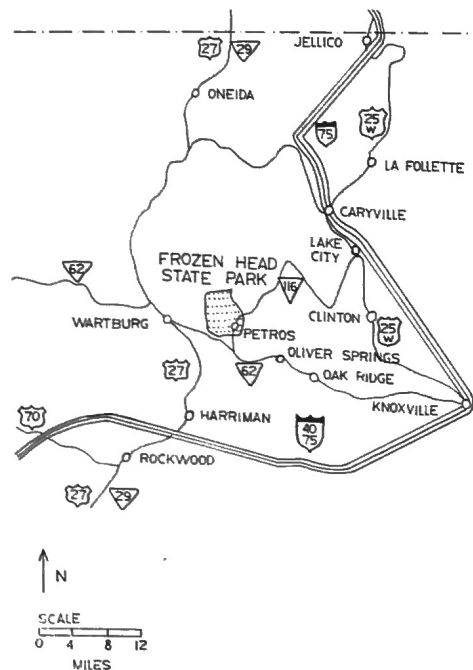 JELLICO
27
29
ONEIDA
25
W
75
LA FOLLETTE
CARYVILLE
LAKE
CITY
62
FROZEN HEAD
STATE PARK
116
WARTBURG
CLINTON
25
W
PETROS
OLIVER SPRINGS
27
62
OAK RIDGE
KNOXVILLE
70
HARRIMAN
40
75
ROCKWOOD
27
29
N
SCALE
0 4 8 12
MILES